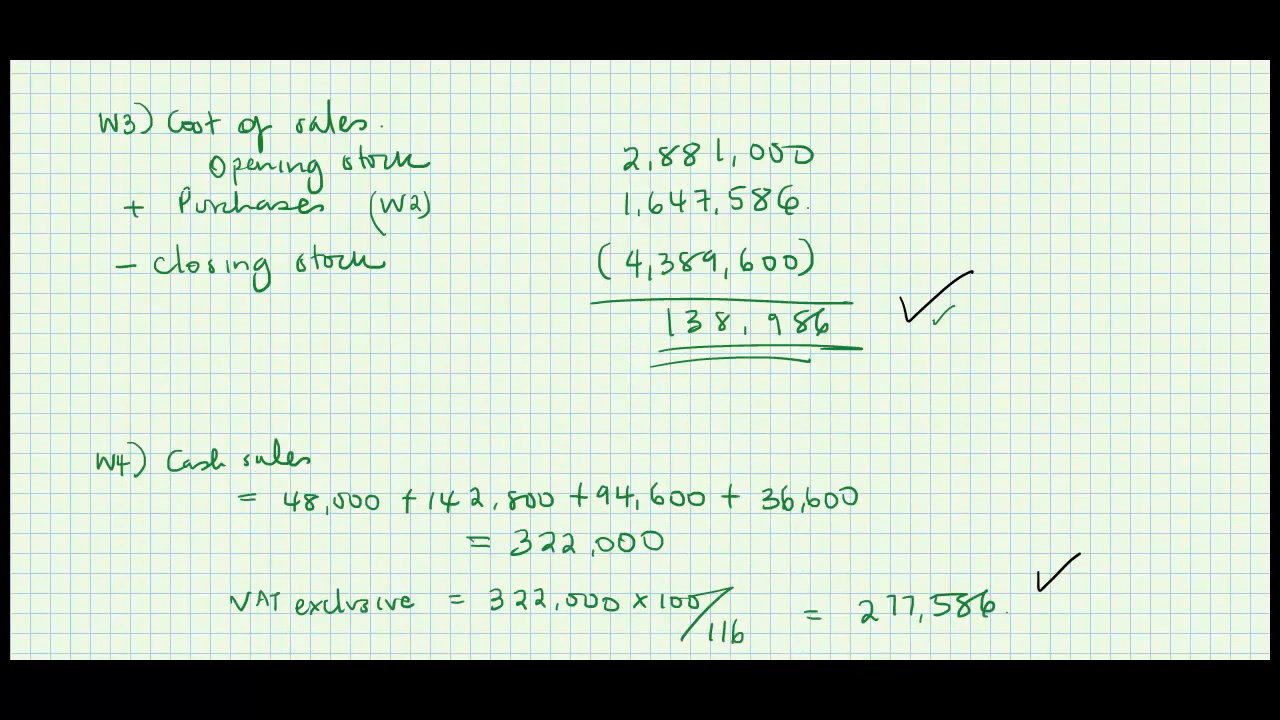 W3) Cost of sales.
Opening stock 2,881,000
+ Purchases (W2) 1,647,586.
- Closing stock (4,389,600)
138,986
W4) Cash sales
= 48,000 + 142,800 + 94,600 + 36,600
= 322,000
VAT exclusive = 322,000 x 100/116 = 277,586.